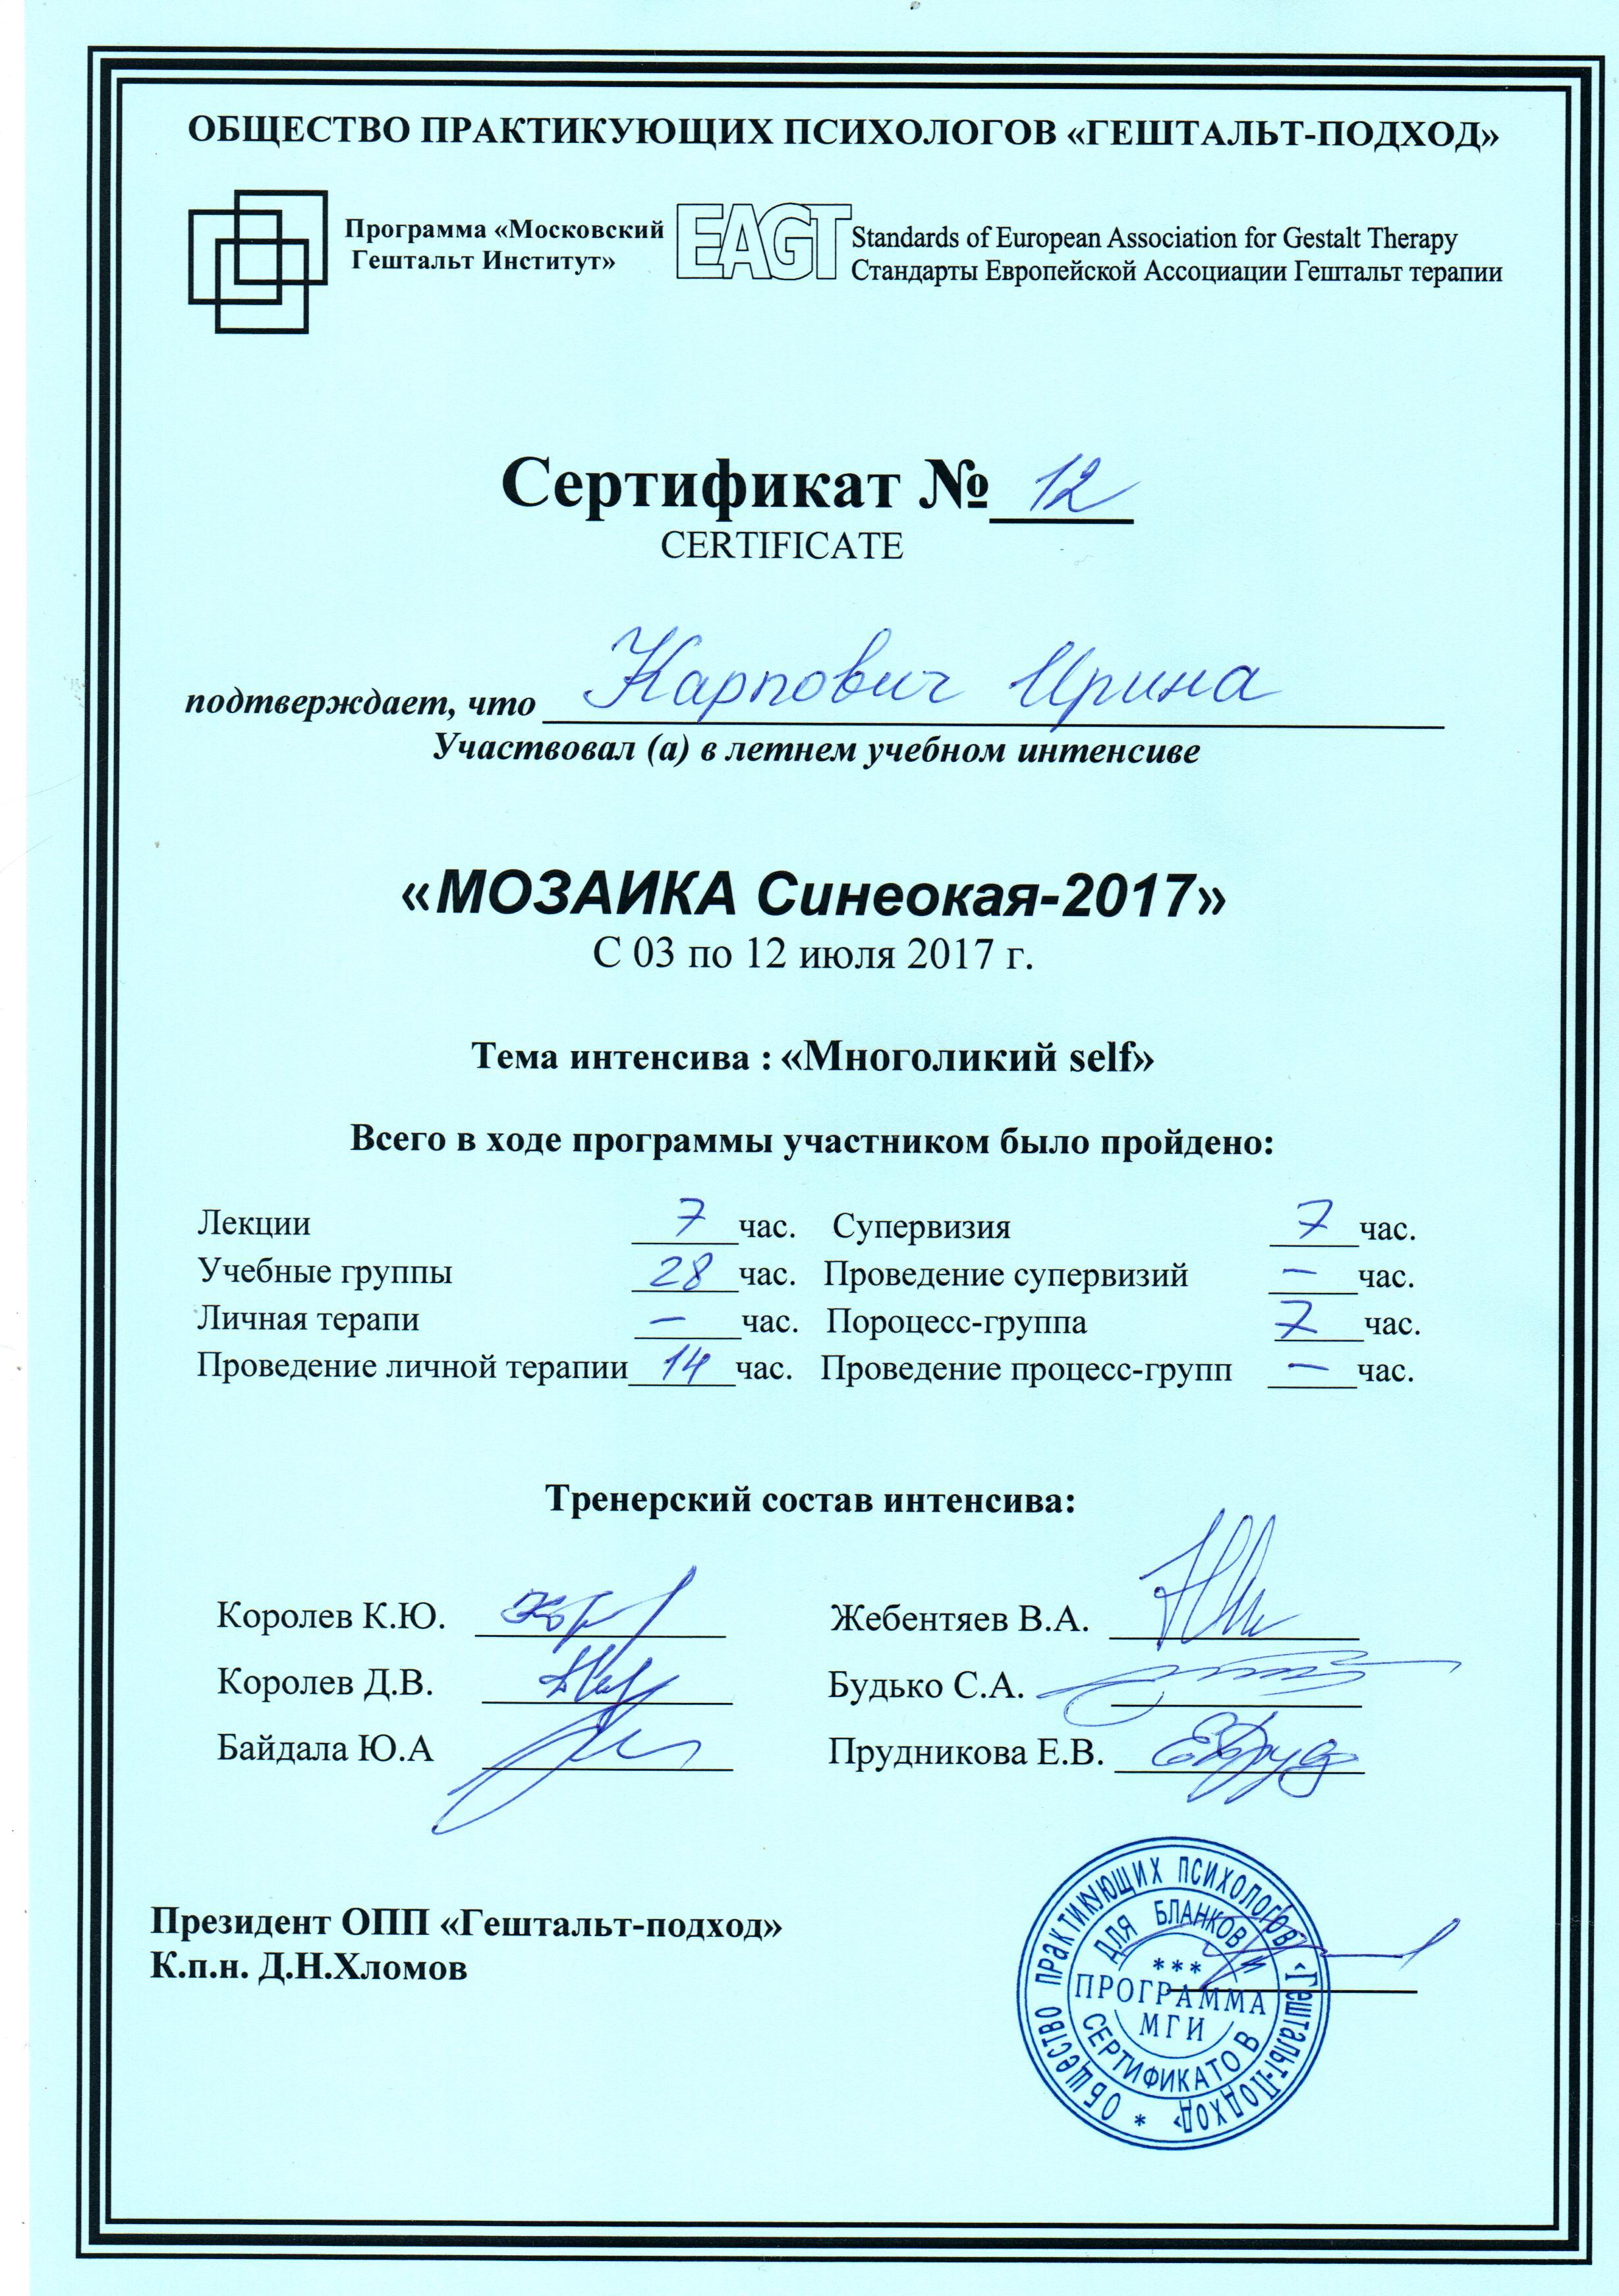 ОБЩЕСТВО ПРАКТИКУЮЩИХ ПСИХОЛОГОВ «ГЕШТАЛЬТ-ПОДХОД»
Программа «Московский
Гештальт Институт»
EAGT
Standards of European Association for Gestalt Therapy
Стандарты Европейской Ассоциации Гештальт терапии
Сертификат № 12
CERTIFICATE
подтверждает, что Карпович Ирина
Участвовал (а) в летнем учебном интенсиве
«МОЗАИКА Синеокая-2017»
С 03 по 12 июля 2017 г.
Тема интенсива : «Многоликий self»
Всего в ходе программы участником было пройдено:
Лекции 7 час. Супервизия 7 час.
Учебные группы 28 час. Проведение супервизий – час.
Личная терапи – час. Пороцесс-группа 7 час.
Проведение личной терапии 14 час. Проведение процесс-групп – час.
Тренерский состав интенсива:
Королев К.Ю. Жебентяев В.А.
Королев Д.В. Будько С.А.
Байдала Ю.А Прудникова Е.В.
Президент ОПП «Гештальт-подход»
К.п.н. Д.Н.Хломов
ОБЩЕСТВО ПРАКТИКУЮЩИХ ПСИХОЛОГОВ «Гештальт-подход» *
ДЛЯ БЛАНКОВ И СЕРТИФИКАТОВ
***
ПРОГРАММА
МГИ